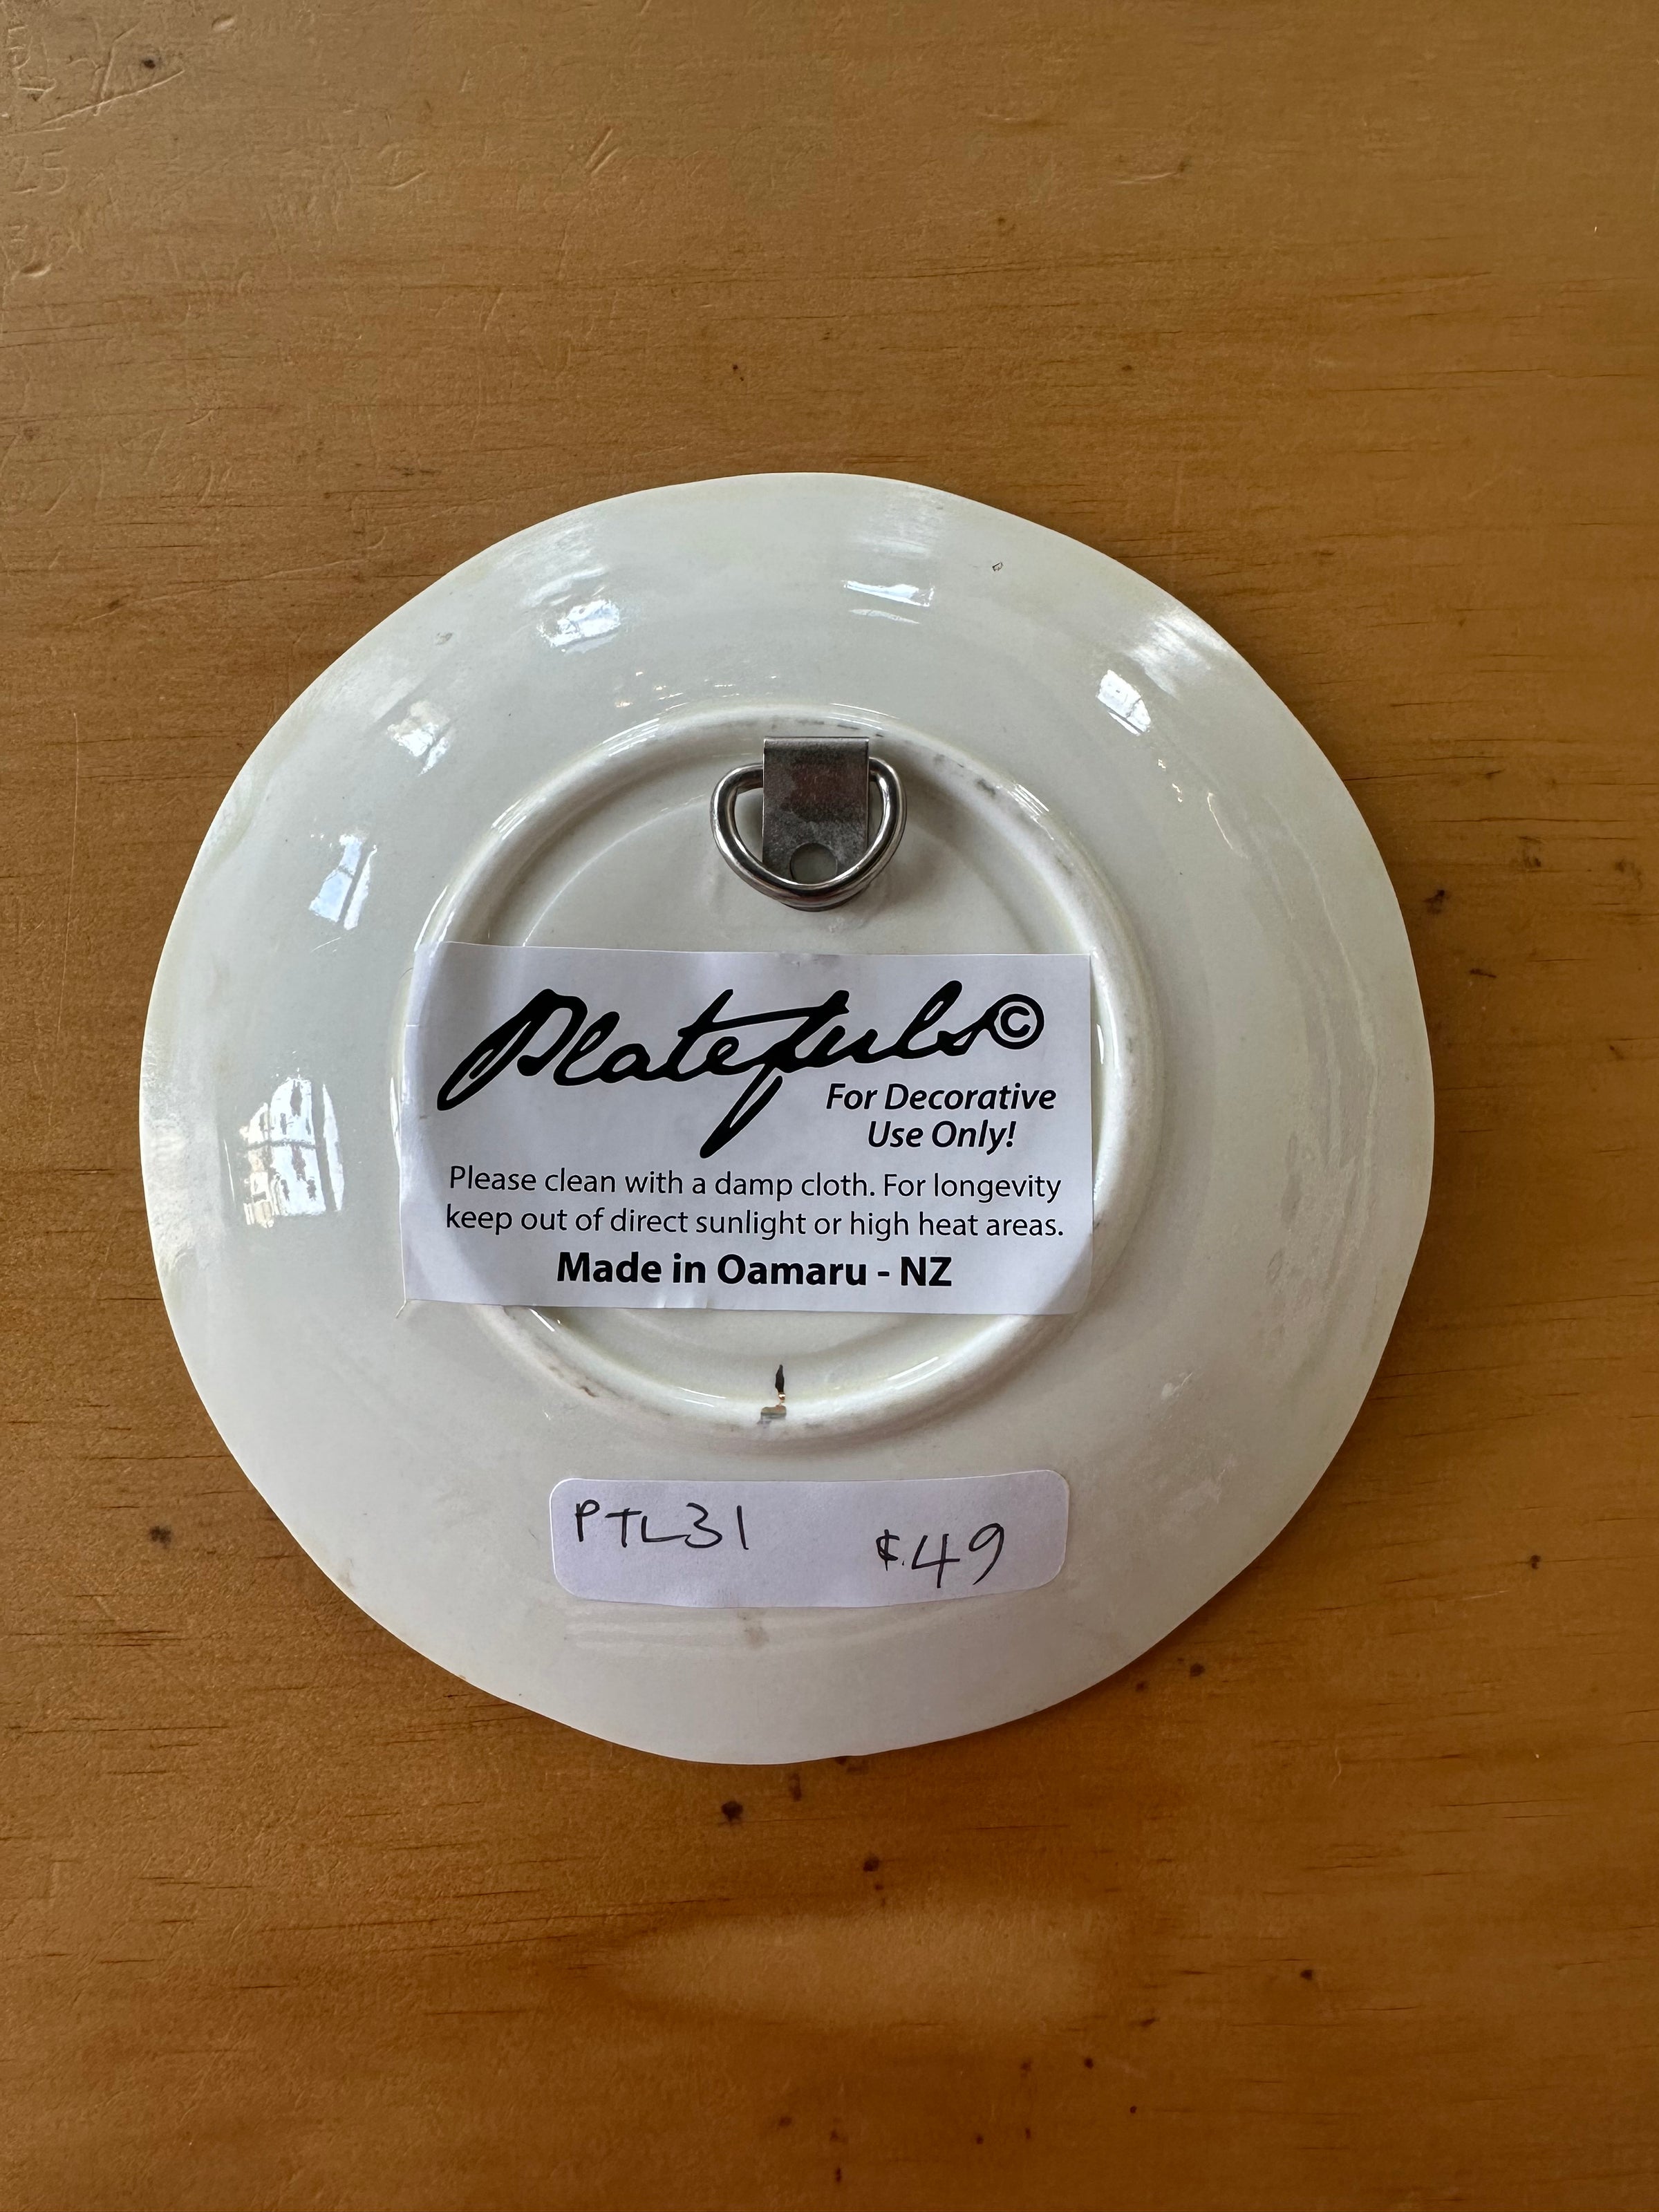 Platefuls©
For Decorative
Use Only!
Please clean with a damp cloth. For longevity
keep out of direct sunlight or high heat areas.
Made in Oamaru - NZ
PTL31 $49